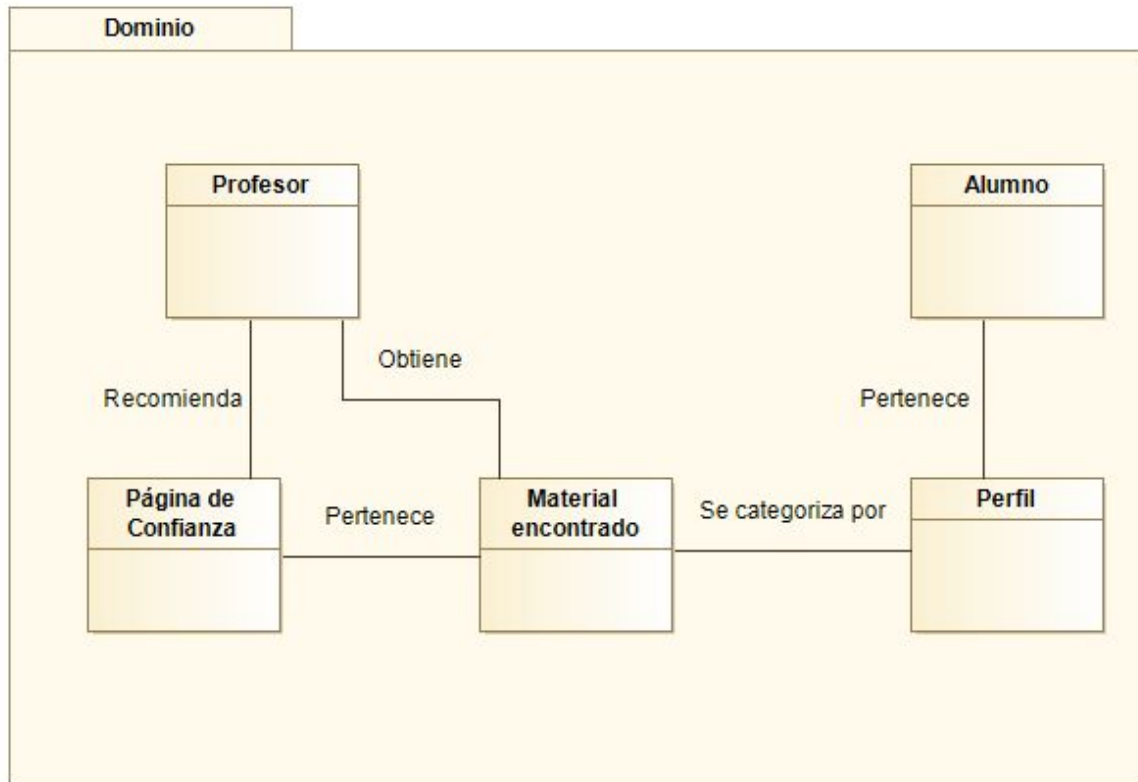 Dominio
Profesor
Alumno
Obtiene
Recomienda
Pertenece
Página de
Confianza
Pertenece
Material
encontrado
Se categoriza por
Perfil